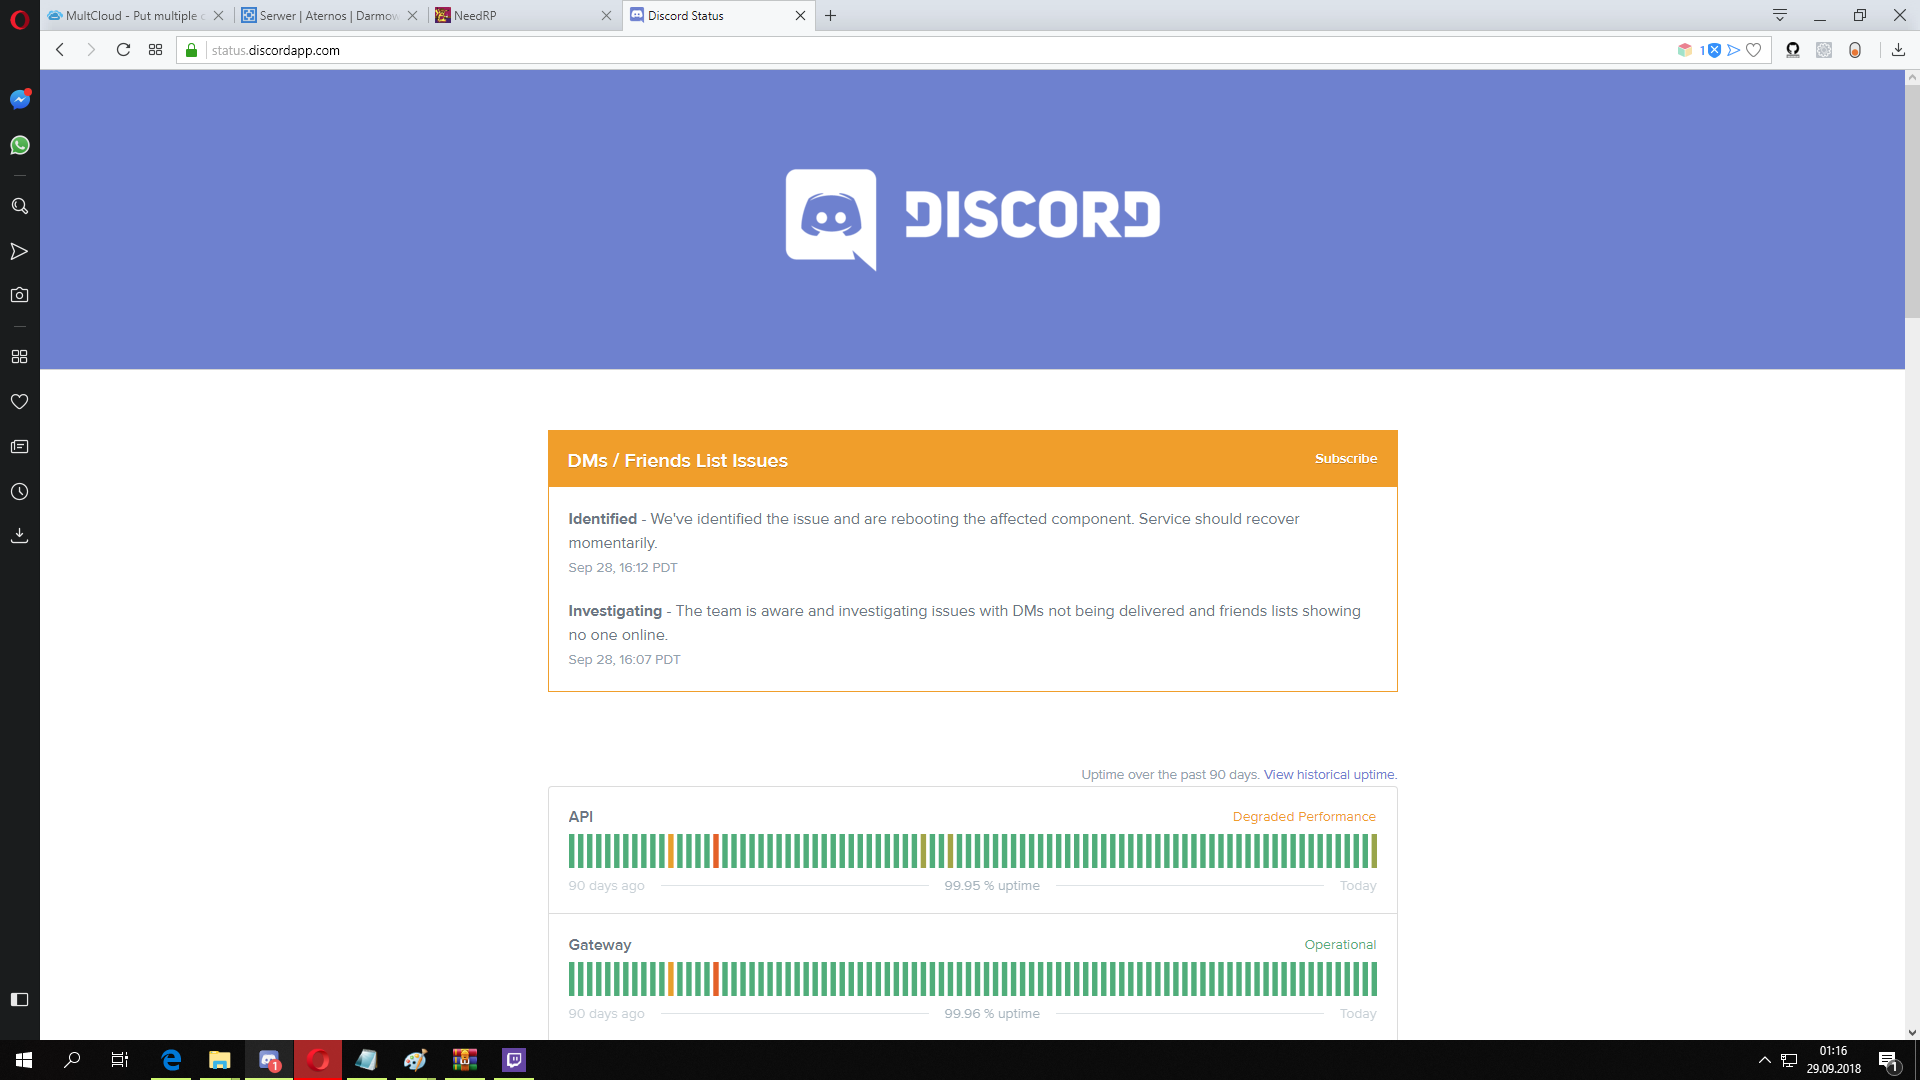 MultCloud - Put multiple c
Serwer | Aternos | Darmow
NeedRP
Discord Status
status.discordapp.com
1
DISCORD
DMs / Friends List Issues
Subscribe
Identified - We've identified the issue and are rebooting the affected component. Service should recover
momentarily.
Sep 28, 16:12 PDT
Investigating - The team is aware and investigating issues with DMs not being delivered and friends lists showing
no one online.
Sep 28, 16:07 PDT
Uptime over the past 90 days. View historical uptime.
API
Degraded Performance
90 days ago
99.95 % uptime
Today
Gateway
Operational
90 days ago
99.96 % uptime
Today
1
01:16
29.09.2018
1